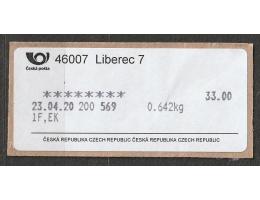 46007 Liberec 7
Česká pošta
******** 33.00
23.04.20 200 569 0.642kg
1F,EK
ČESKÁ REPUBLIKA CZECH REPUBLIC ČESKÁ REPUBLIKA CZECH REPUBLIC